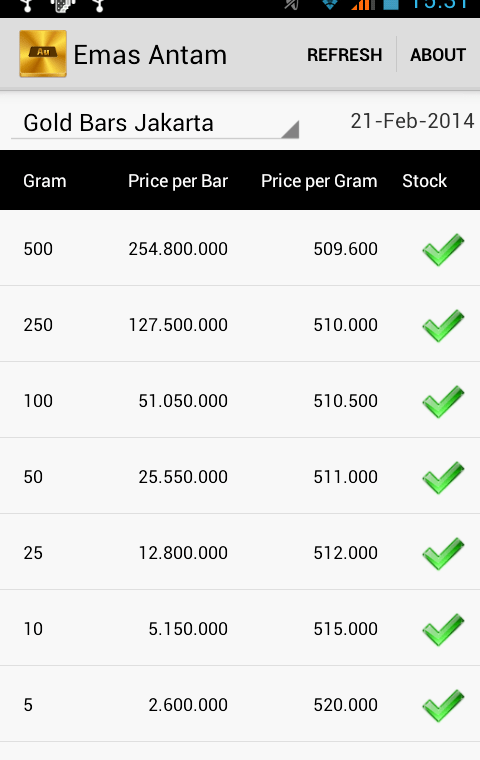 15:31
Au
Emas Antam REFRESH ABOUT
Gold Bars Jakarta 21-Feb-2014
Gram Price per Bar Price per Gram Stock
500 254.800.000 509.600
250 127.500.000 510.000
100 51.050.000 510.500
50 25.550.000 511.000
25 12.800.000 512.000
10 5.150.000 515.000
5 2.600.000 520.000